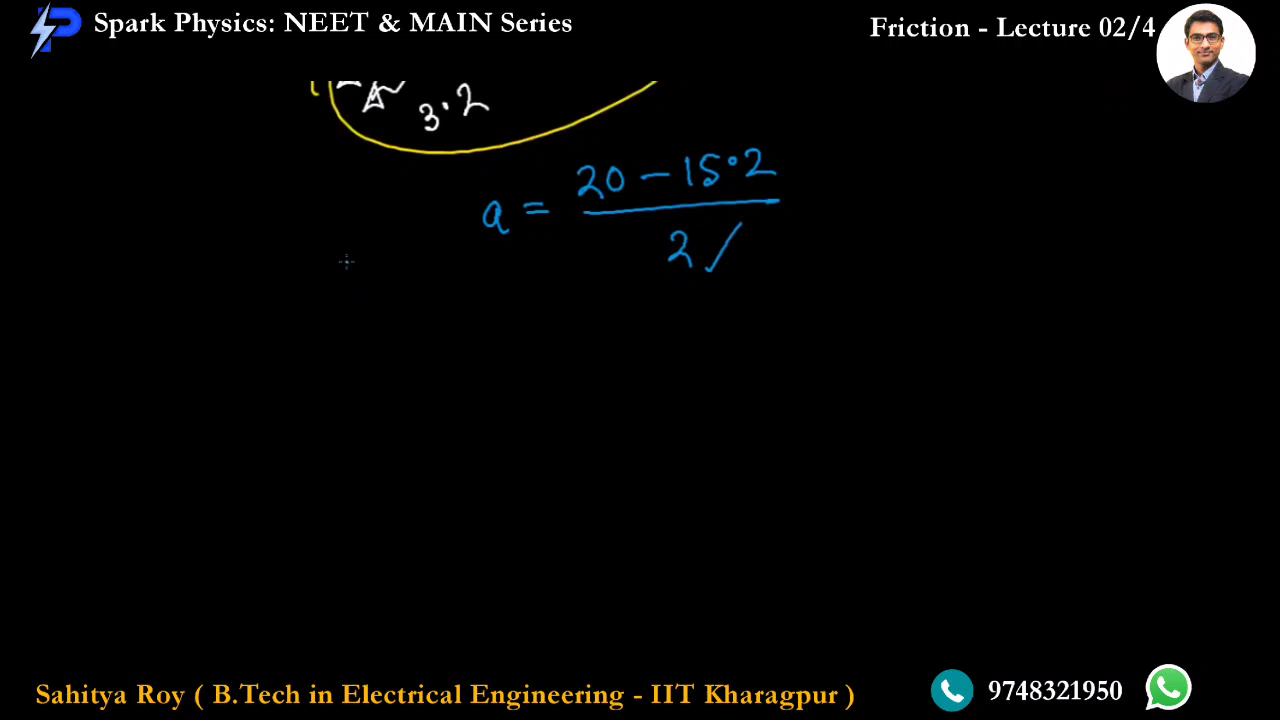 Spark Physics: NEET & MAIN Series
Friction - Lecture 02/4
3.2
a = 20 - 15.2
2
Sahitya Roy ( B.Tech in Electrical Engineering - IIT Kharagpur )
9748321950